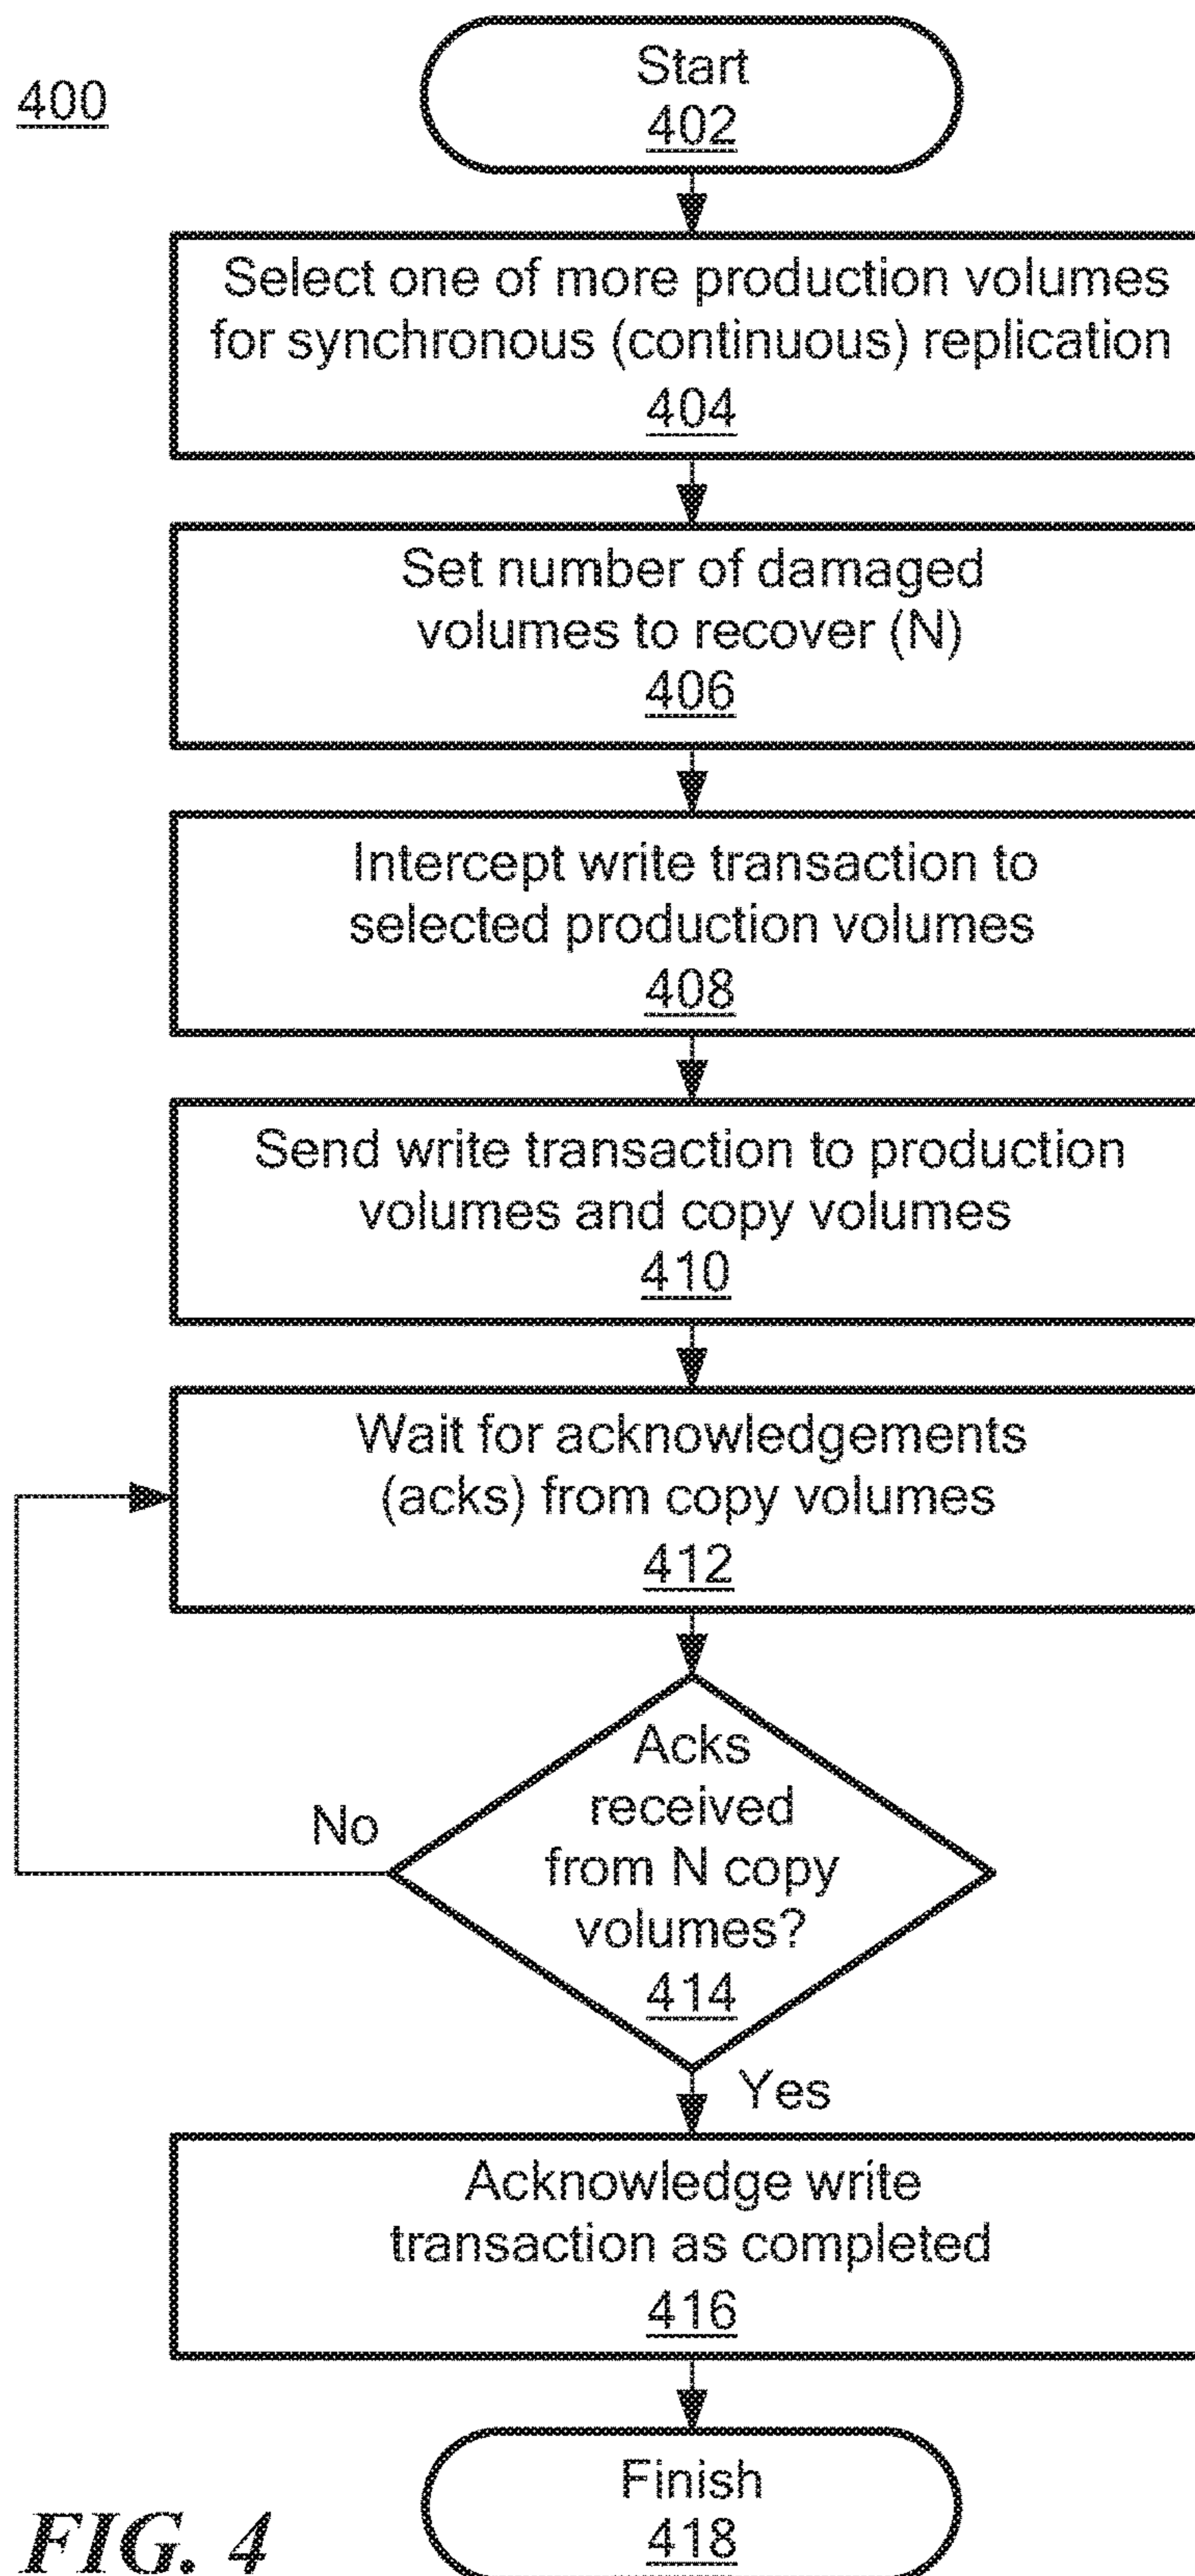 400
Start
402
Select one of more production volumes
for synchronous (continuous) replication
404
Set number of damaged
volumes to recover (N)
406
Intercept write transaction to
selected production volumes
408
Send write transaction to production
volumes and copy volumes
410
Wait for acknowledgements
(acks) from copy volumes
412
Acks
received
from N copy
volumes?
414
No
Yes
Acknowledge write
transaction as completed
416
Finish
418
FIG. 4